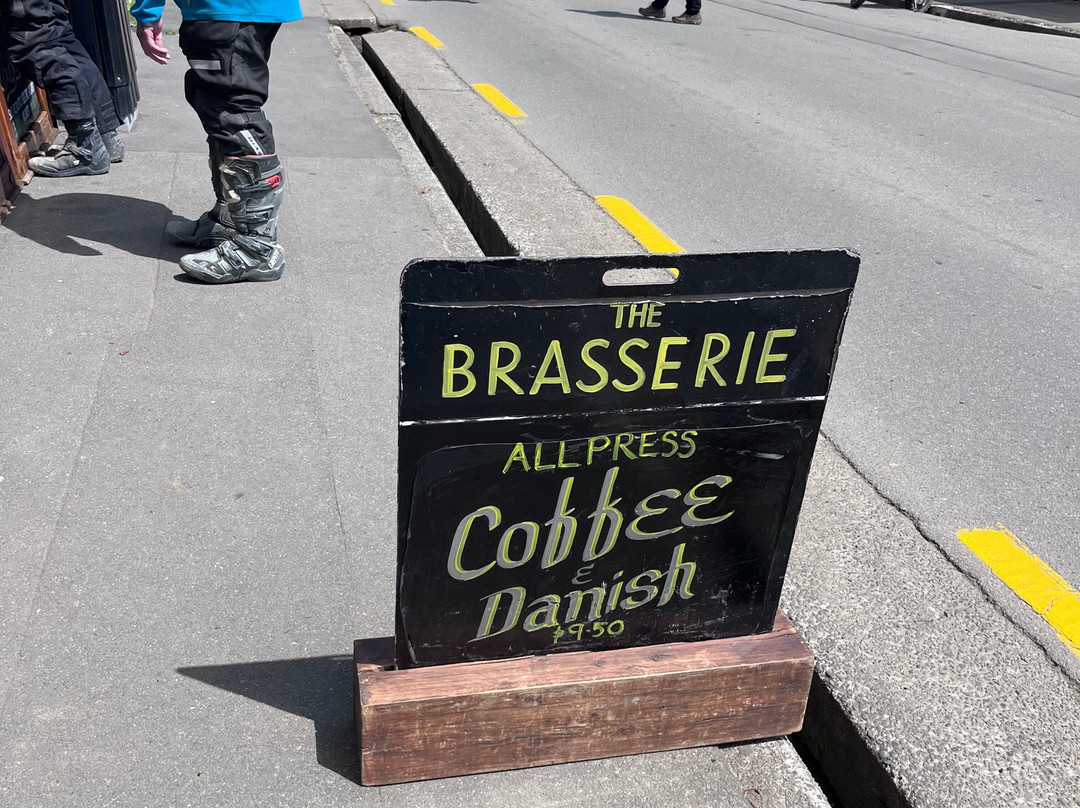 THE
BRASSERIE
ALLPRESS
Coffee
&
Danish
$9.50